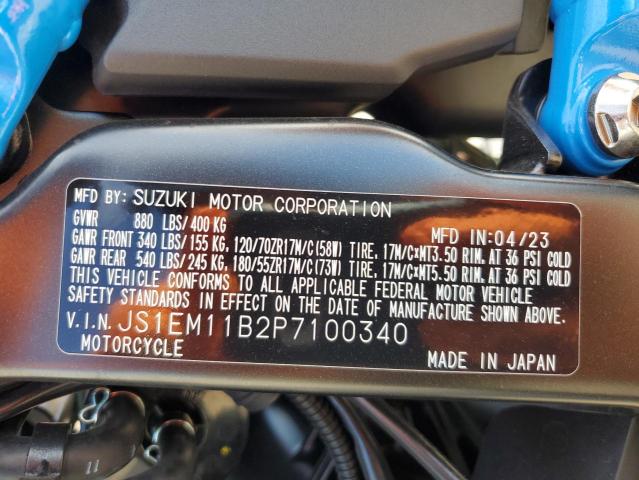 MFD BY: SUZUKI MOTOR CORPORATION
GVWR 880 LBS/400 KG MFD IN:04/23
GAWR FRONT 340 LBS/155 KG, 120/70ZR17M/C(58W) TIRE, 17M/C×MT3.50 RIM. AT 36 PSI COLD
GAWR REAR 540 LBS/245 KG, 180/55ZR17M/C(73W) TIRE, 17M/C×MT5.50 RIM. AT 36 PSI COLD
THIS VEHICLE CONFORMS TO ALL APPLICABLE FEDERAL MOTOR VEHICLE
SAFETY STANDARDS IN EFFECT ON THE DATE OF MANUFACTURE SHOWN ABOVE.
V.I.N. JS1EM11B2P7100340
MOTORCYCLE MADE IN JAPAN
11